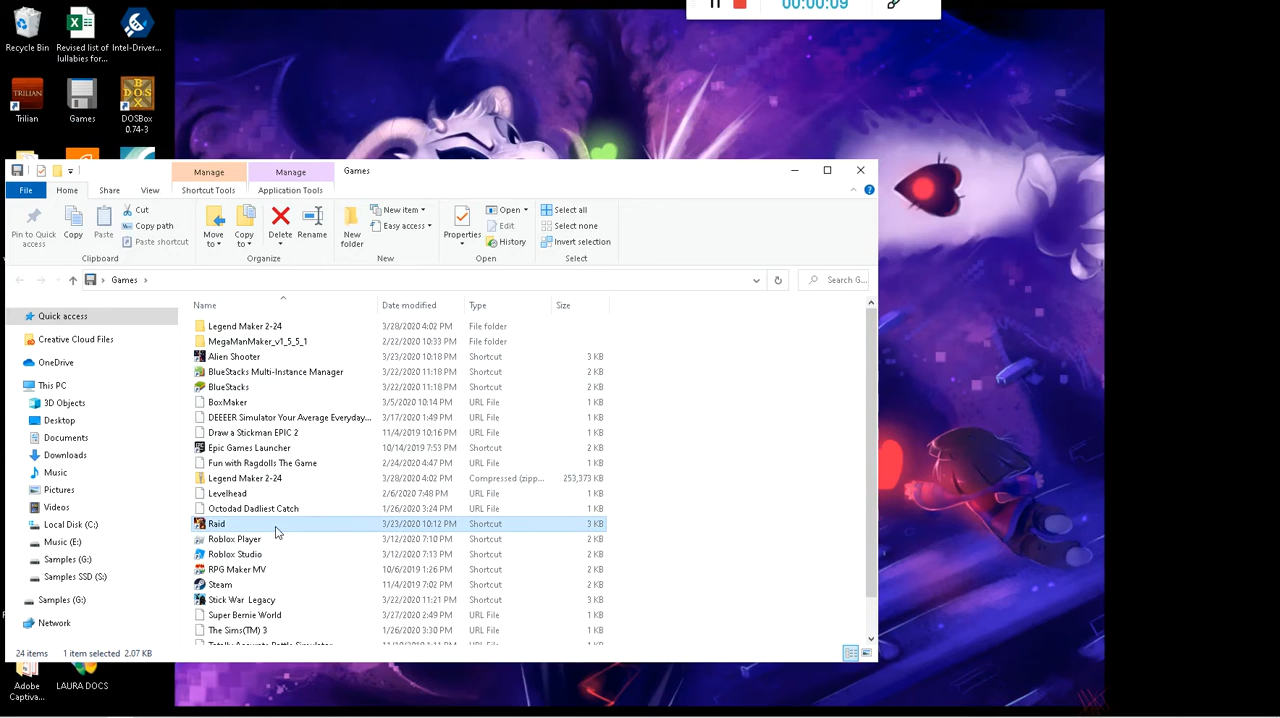 00:00:09
Recycle Bin
Revised list of lullabies for...
Intel-Driver...
TRILIAN
Trilian
Games
DOS BOX
DOSBox 0.74-3
Manage Manage Games
File Home Share View Shortcut Tools Application Tools
Pin to Quick access
Copy
Paste
Cut
Copy path
Paste shortcut
Clipboard
Move to
Copy to
Delete
Rename
Organize
New folder
New item
Easy access
New
Properties
Open
Edit
History
Open
Select all
Select none
Invert selection
Select
Games
Search G...
Quick access
Creative Cloud Files
OneDrive
This PC
3D Objects
Desktop
Documents
Downloads
Music
Pictures
Videos
Local Disk (C:)
Music (E:)
Samples (G:)
Samples SSD (S:)
Samples (G:)
Network
Name Date modified Type Size
Legend Maker 2-24 3/28/2020 4:02 PM File folder
MegaManMaker_v1_5_5_1 2/22/2020 10:33 PM File folder
Alien Shooter 3/23/2020 10:18 PM Shortcut 3 KB
BlueStacks Multi-Instance Manager 3/22/2020 11:18 PM Shortcut 2 KB
BlueStacks 3/22/2020 11:18 PM Shortcut 2 KB
BoxMaker 3/5/2020 10:14 PM URL File 1 KB
DEEEER Simulator Your Average Everyday... 3/17/2020 1:49 PM URL File 1 KB
Draw a Stickman EPIC 2 11/4/2019 10:16 PM URL File 1 KB
Epic Games Launcher 10/14/2019 7:53 PM Shortcut 2 KB
Fun with Ragdolls The Game 2/24/2020 4:47 PM URL File 1 KB
Legend Maker 2-24 3/28/2020 4:02 PM Compressed (zipp... 253,373 KB
Levelhead 2/6/2020 7:48 PM URL File 1 KB
Octodad Dadliest Catch 1/26/2020 3:24 PM URL File 1 KB
Raid 3/23/2020 10:12 PM Shortcut 3 KB
Roblox Player 3/12/2020 7:10 PM Shortcut 2 KB
Roblox Studio 3/12/2020 7:13 PM Shortcut 2 KB
RPG Maker MV 10/6/2019 1:26 PM Shortcut 2 KB
Steam 11/4/2019 7:02 PM Shortcut 2 KB
Stick War Legacy 3/22/2020 11:21 PM Shortcut 3 KB
Super Bernie World 3/27/2020 2:49 PM URL File 1 KB
The Sims(TM) 3 1/26/2020 3:30 PM URL File 1 KB
Totally Accurate Battle Simulator URL File 1 KB
24 items 1 item selected 2.07 KB
Adobe Captiva...
LAURA DOCS